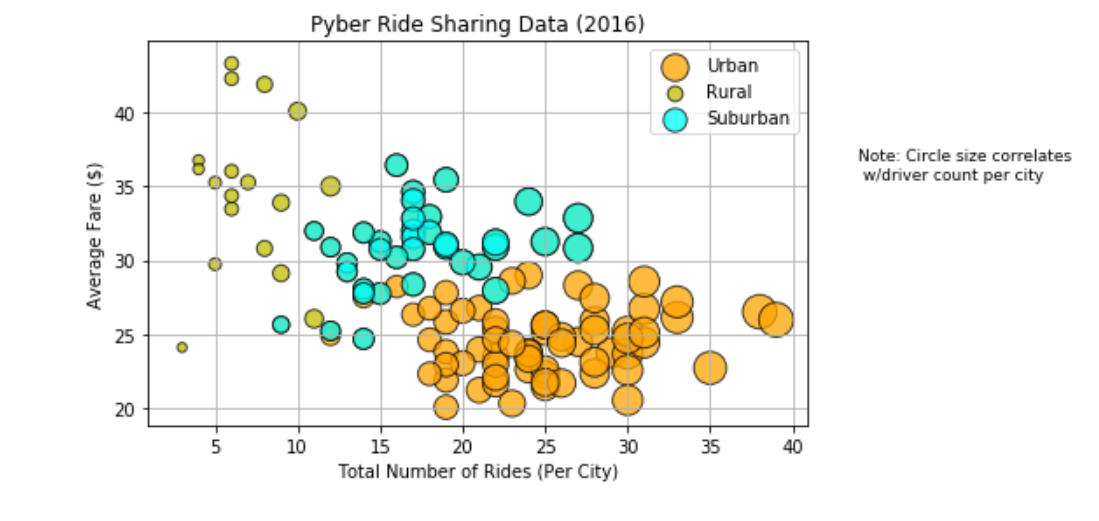 Pyber Ride Sharing Data (2016)
Urban
Rural
Suburban
Note: Circle size correlates
w/driver count per city
Average Fare ($)
40
35
30
25
20
5 10 15 20 25 30 35 40
Total Number of Rides (Per City)